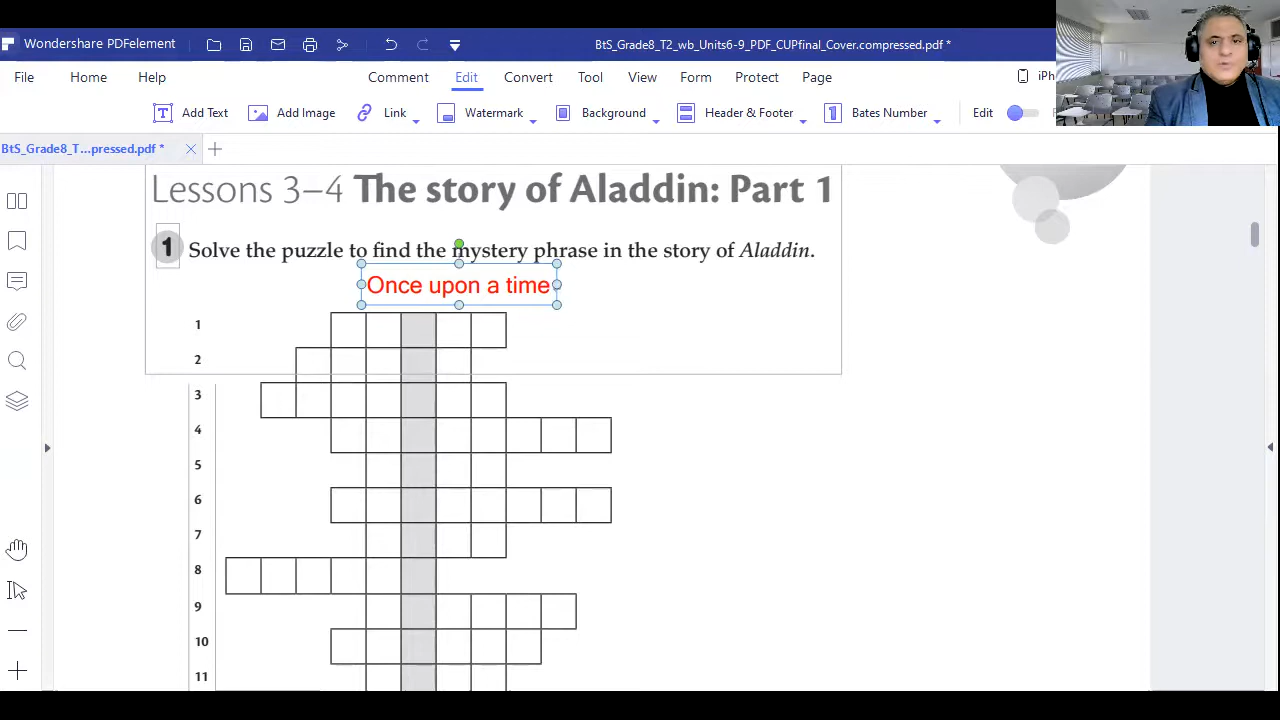 Wondershare PDFelement
BtS_Grade8_T2_wb_Units6-9_PDF_CUPfinal_Cover.compressed.pdf *
File Home Help Comment Edit Convert Tool View Form Protect Page iPh
Add Text Add Image Link Watermark Background Header & Footer Bates Number Edit
BtS_Grade8_T...pressed.pdf *
Lessons 3–4 The story of Aladdin: Part 1
1 Solve the puzzle to find the mystery phrase in the story of Aladdin.
Once upon a time
1
2
3
4
5
6
7
8
9
10
11